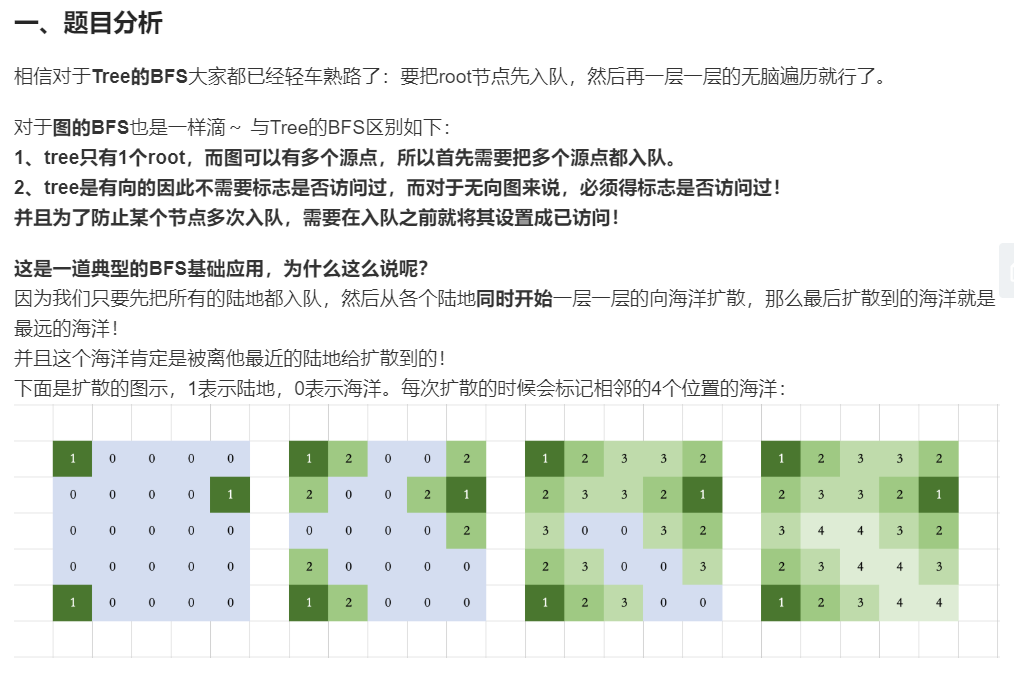 一、题目分析
相信对于Tree的BFS大家都已经轻车熟路了：要把root节点先入队，然后再一层一层的无脑遍历就行了。
对于图的BFS也是一样滴～ 与Tree的BFS区别如下：
1、tree只有1个root，而图可以有多个源点，所以首先需要把多个源点都入队。
2、tree是有向的因此不需要标志是否访问过，而对于无向图来说，必须得标志是否访问过！
并且为了防止某个节点多次入队，需要在入队之前就将其设置成已访问！
这是一道典型的BFS基础应用，为什么这么说呢？
因为我们只要先把所有的陆地都入队，然后从各个陆地同时开始一层一层的向海洋扩散，那么最后扩散到的海洋就是
最远的海洋！
并且这个海洋肯定是被离他最近的陆地给扩散到的！
下面是扩散的图示，1表示陆地，0表示海洋。每次扩散的时候会标记相邻的4个位置的海洋：
1 0 0 0 0 1 2 0 0 2 1 2 3 3 2 1 2 3 3 2
0 0 0 0 1 2 0 0 2 1 2 3 3 2 1 2 3 3 2 1
0 0 0 0 0 0 0 0 0 2 3 0 0 3 2 3 4 4 3 2
0 0 0 0 0 2 0 0 0 0 2 3 0 0 3 2 3 4 4 3
1 0 0 0 0 1 2 0 0 0 1 2 3 0 0 1 2 3 4 4